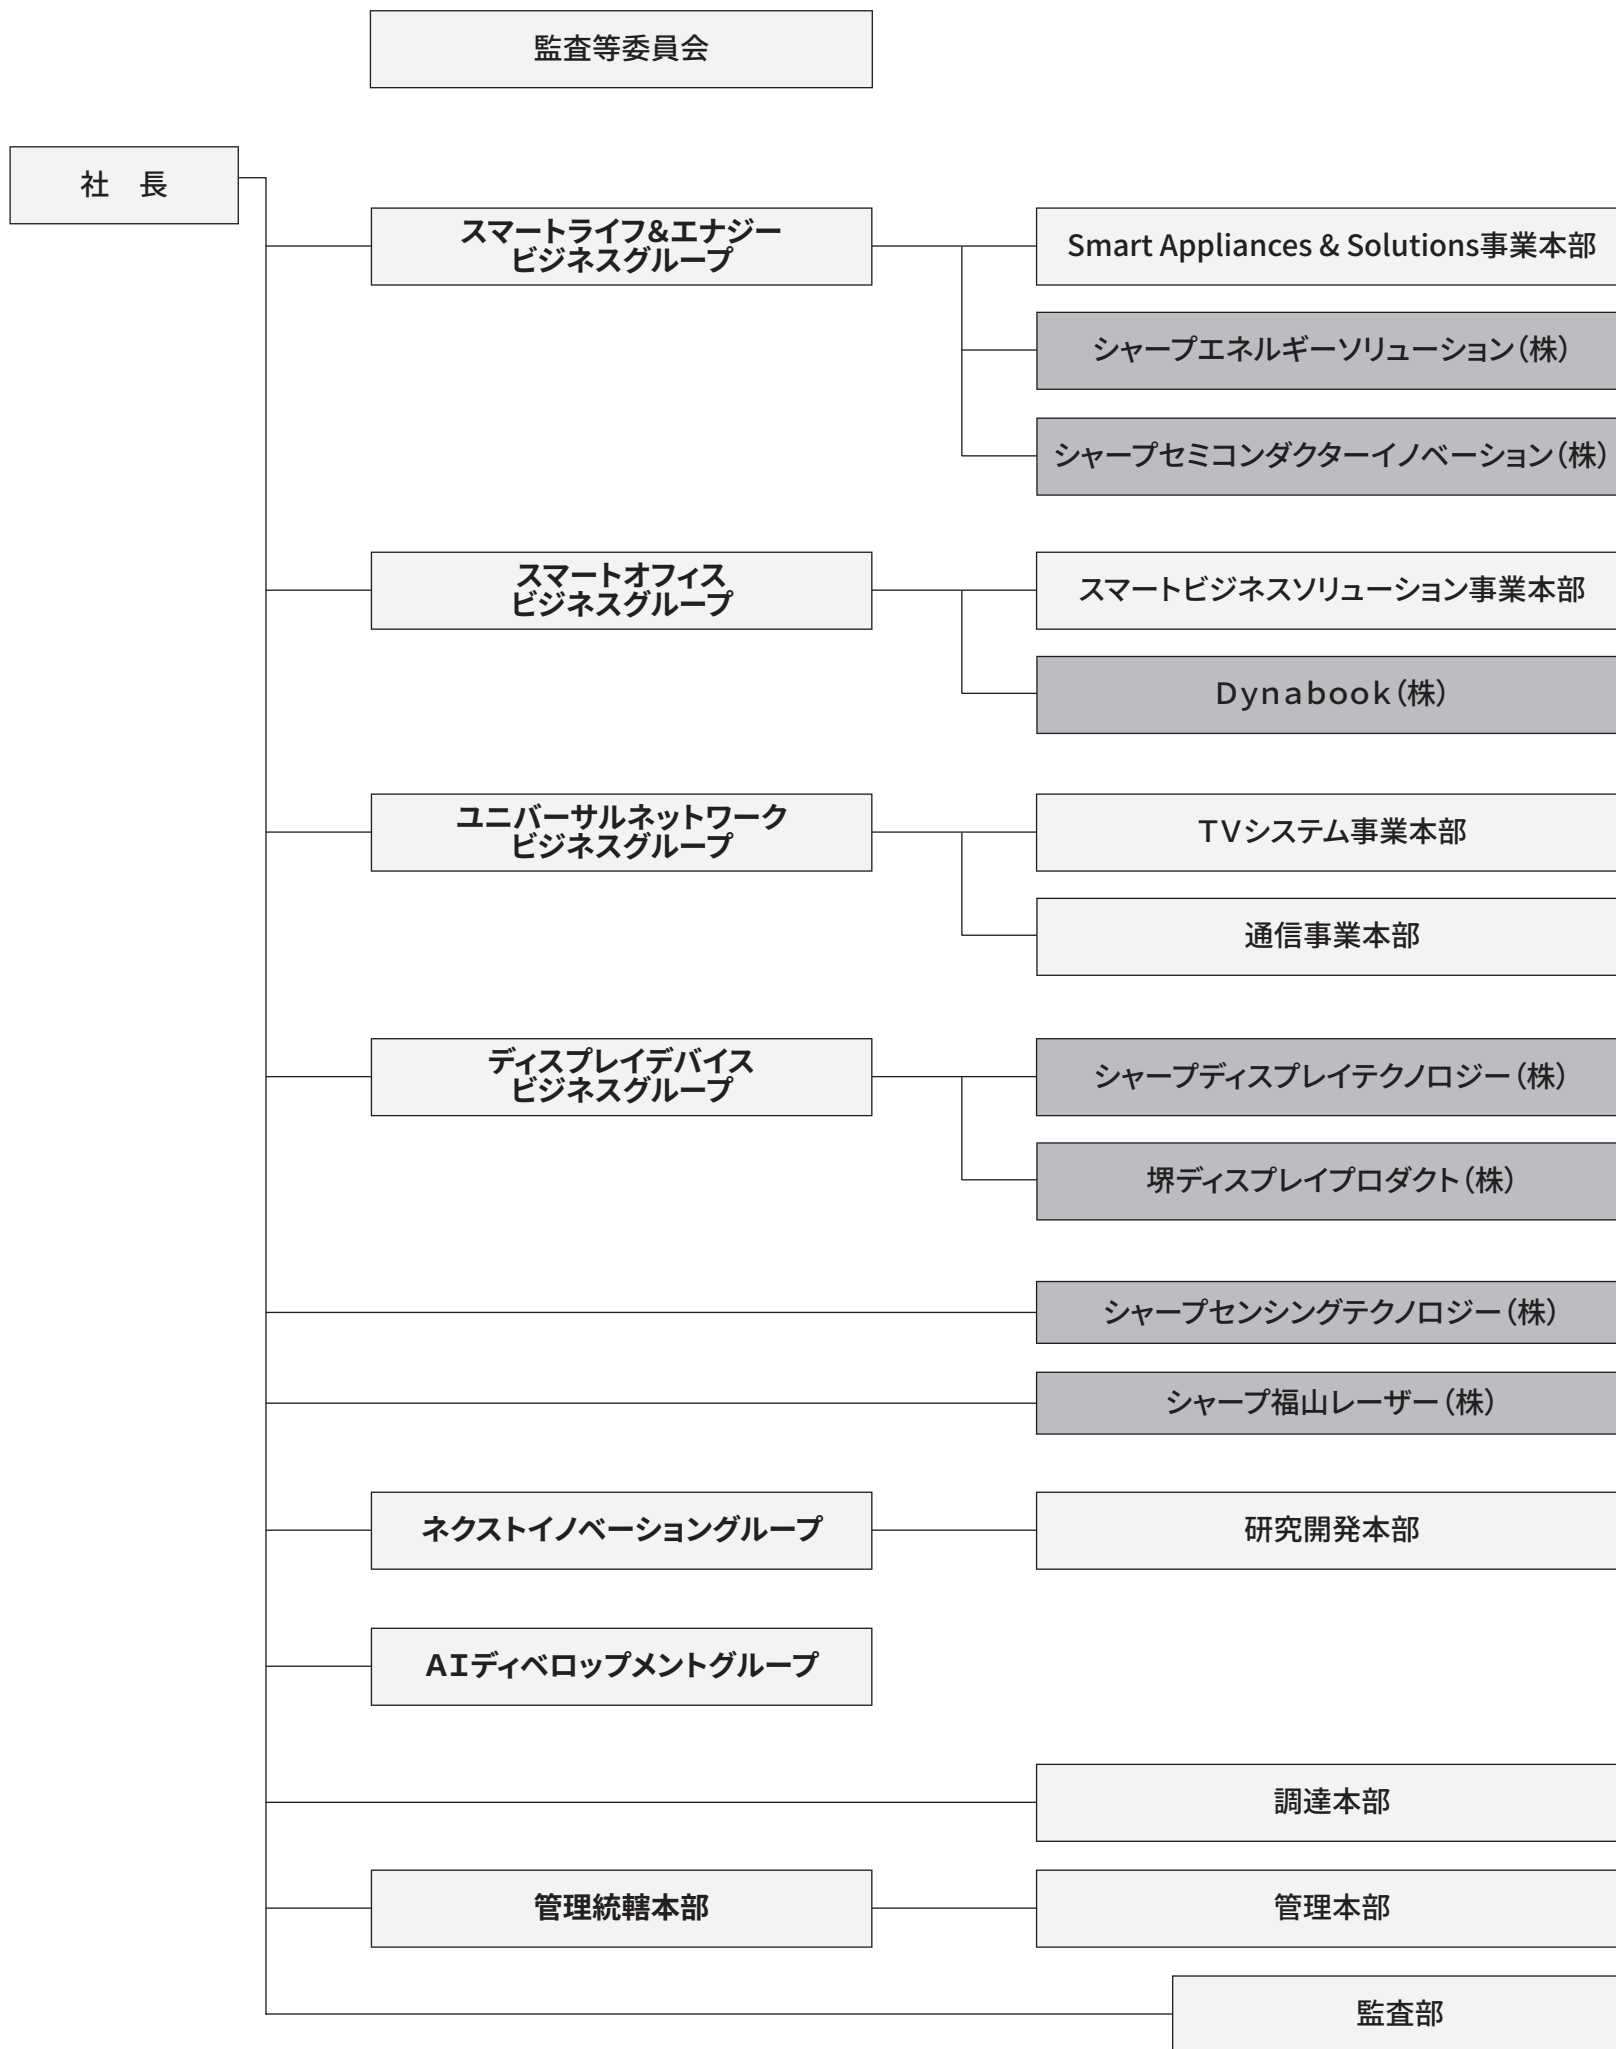 監査等委員会
社　長
スマートライフ&エナジー
ビジネスグループ
Smart Appliances & Solutions事業本部
シャープエネルギーソリューション（株）
シャープセミコンダクターイノベーション（株）
スマートオフィス
ビジネスグループ
スマートビジネスソリューション事業本部
Ｄｙｎａｂｏｏｋ（株）
ユニバーサルネットワーク
ビジネスグループ
ＴＶシステム事業本部
通信事業本部
ディスプレイデバイス
ビジネスグループ
シャープディスプレイテクノロジー（株）
堺ディスプレイプロダクト（株）
シャープセンシングテクノロジー（株）
シャープ福山レーザー（株）
ネクストイノベーショングループ
研究開発本部
ＡＩディベロップメントグループ
調達本部
管理統轄本部
管理本部
監査部